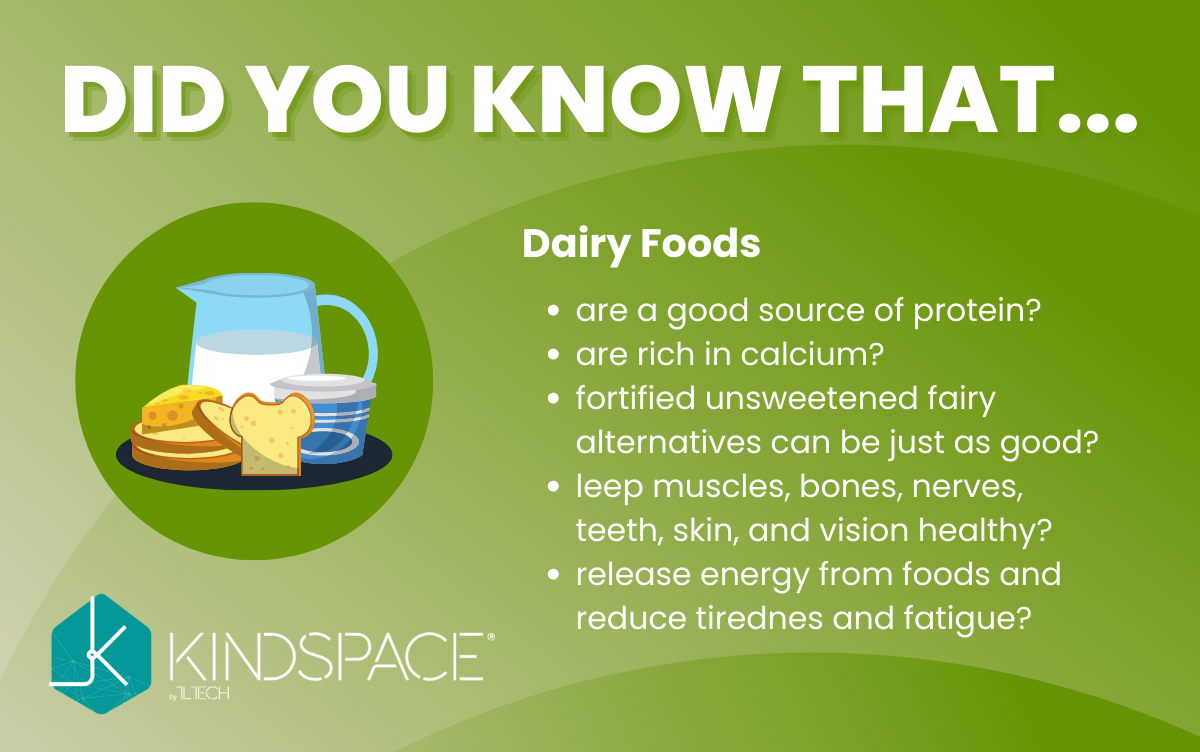 DID YOU KNOW THAT...
Dairy Foods
• are a good source of protein?
• are rich in calcium?
• fortified unsweetened fairy
alternatives can be just as good?
• leep muscles, bones, nerves,
teeth, skin, and vision healthy?
• release energy from foods and
reduce tirednes and fatigue?
KINDSPACE®
by TLTECH